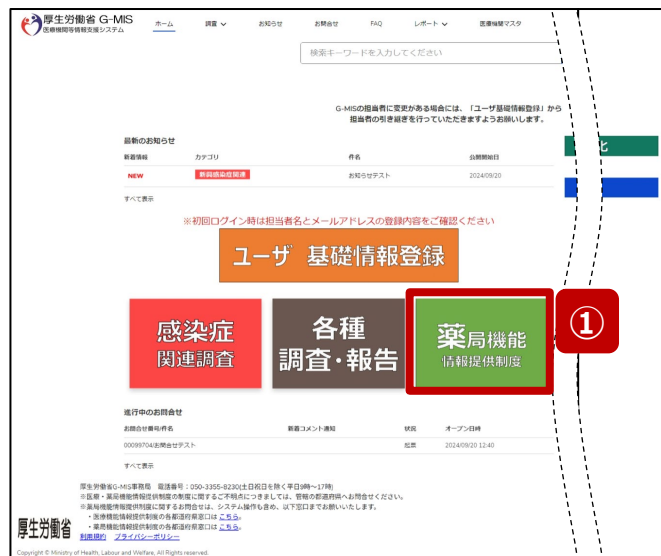 厚生労働省 G-MIS
医療機関等情報支援システム
ホーム 調査 お知らせ お問合せ FAQ レポート 医療機関マスタ
検索キーワードを入力してください
G-MISの担当者に変更がある場合には、「ユーザ基礎情報登録」から
担当者の引き継ぎを行っていただきますようお願いします。
最新のお知らせ
新着情報 カテゴリ 件名 公開開始日
NEW 新興感染症関連 お知らせテスト 2024/09/20
すべて表示
化
※初回ログイン時は担当者名とメールアドレスの登録内容をご確認ください
ユーザ 基礎情報登録
感染症
関連調査
各種
調査・報告
薬局機能
情報提供制度
①
進行中のお問合せ
お問合せ番号/件名 新着コメント通知 状況 オープン日時
00099704/お問合せテスト 起票 2024/09/20 12:40
すべて表示
厚生労働省G-MIS事務局 電話番号：050-3355-8230(土日祝日を除く平日9時～17時)
※医療・薬局機能情報提供制度の制度に関するご不明点につきましては、管轄の都道府県へお問合せください。
※薬局機能情報提供制度に関するお問合せは、システム操作も含め、以下窓口までお願いいたします。
・医療機能情報提供制度の各都道府県窓口は こちら。
・薬局機能情報提供制度の各都道府県窓口は こちら。
厚生労働省
利用規約 プライバシーポリシー
Copyright © Ministry of Health, Labour and Welfare, All Rights reserved.